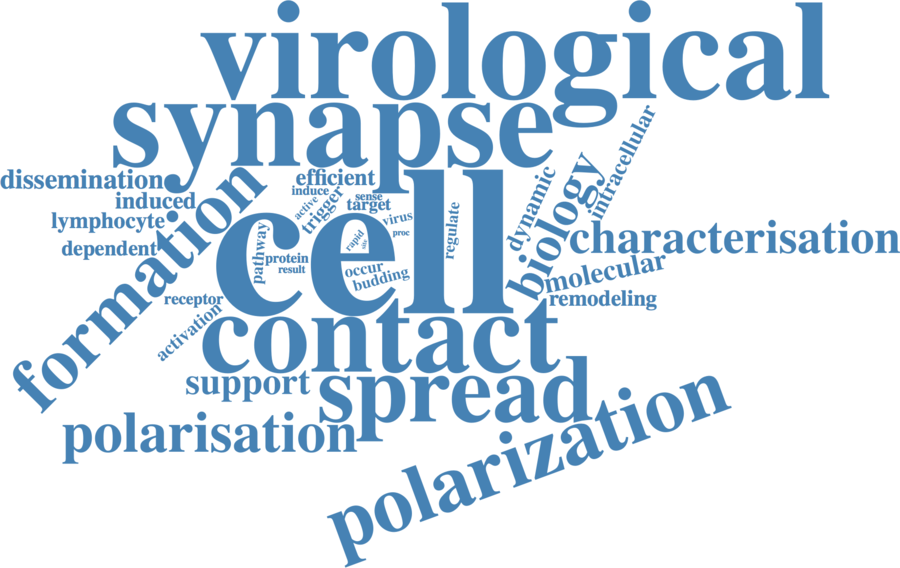 virological
synapse
cell
dissemination
efficient
induced
induce
lymphocyte
active
trigger
sense
target
virus
proc
dependent
formation
pathway
protein
result
rapid
occur
budding
regulate
dynamic
biology
intracellular
characterisation
molecular
remodeling
receptor
activation
contact
support
spread
polarisation
polarization